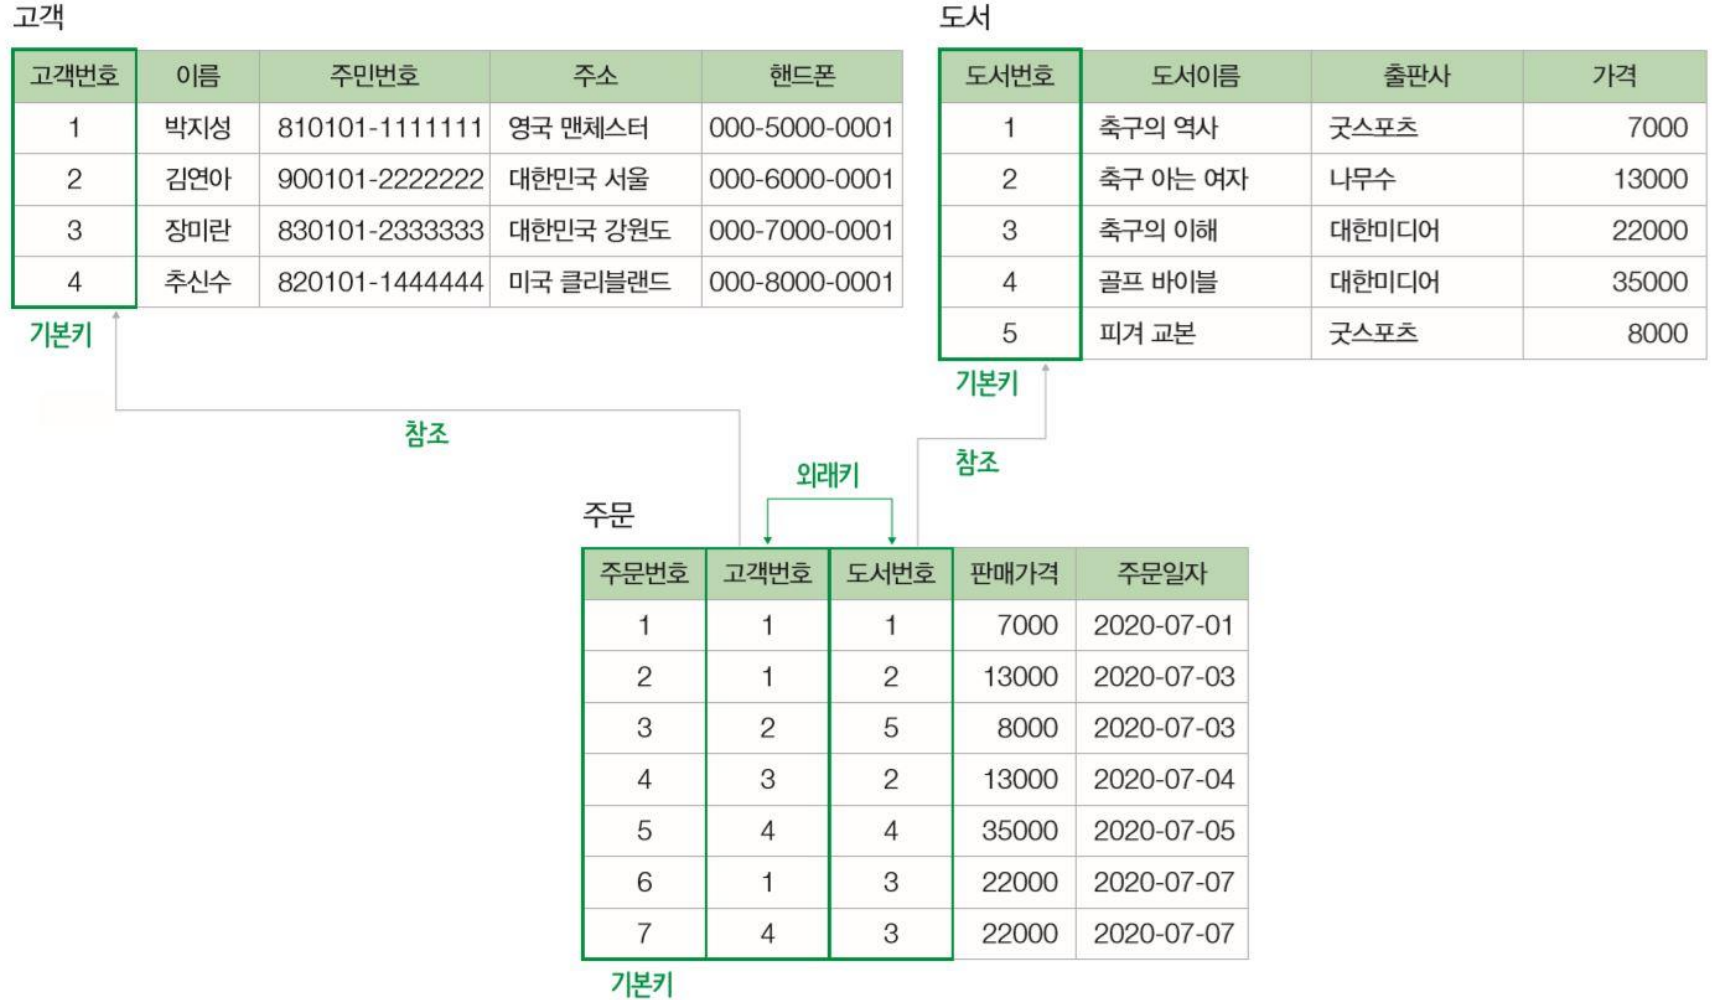 고객
고객번호 이름 주민번호 주소 핸드폰
1 박지성 810101-1111111 영국 맨체스터 000-5000-0001
2 김연아 900101-2222222 대한민국 서울 000-6000-0001
3 장미란 830101-2333333 대한민국 강원도 000-7000-0001
4 추신수 820101-1444444 미국 클리블랜드 000-8000-0001
기본키
도서
도서번호 도서이름 출판사 가격
1 축구의 역사 굿스포츠 7000
2 축구 아는 여자 나무수 13000
3 축구의 이해 대한미디어 22000
4 골프 바이블 대한미디어 35000
5 피겨 교본 굿스포츠 8000
기본키
참조
참조
외래키
주문
주문번호 고객번호 도서번호 판매가격 주문일자
1 1 1 7000 2020-07-01
2 1 2 13000 2020-07-03
3 2 5 8000 2020-07-03
4 3 2 13000 2020-07-04
5 4 4 35000 2020-07-05
6 1 3 22000 2020-07-07
7 4 3 22000 2020-07-07
기본키